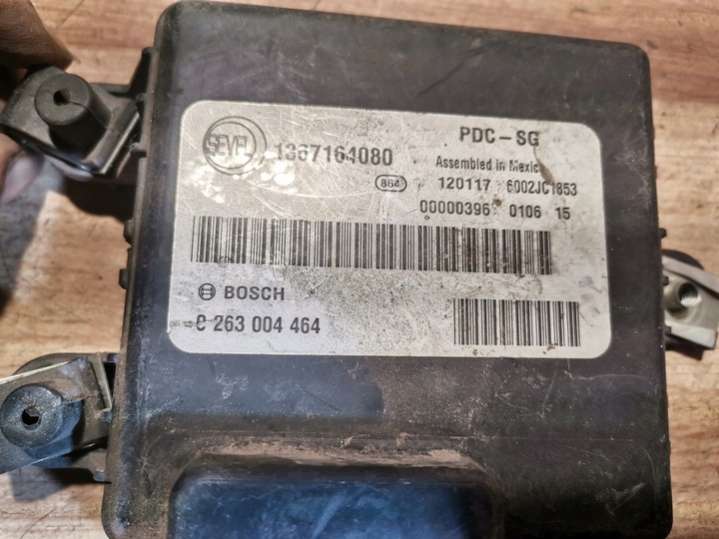 PDC-SG
SEVEL 1367164080
Assembled in Mexico
864 120117 6002JC1853
00000396 0106 15
BOSCH
0 263 004 464